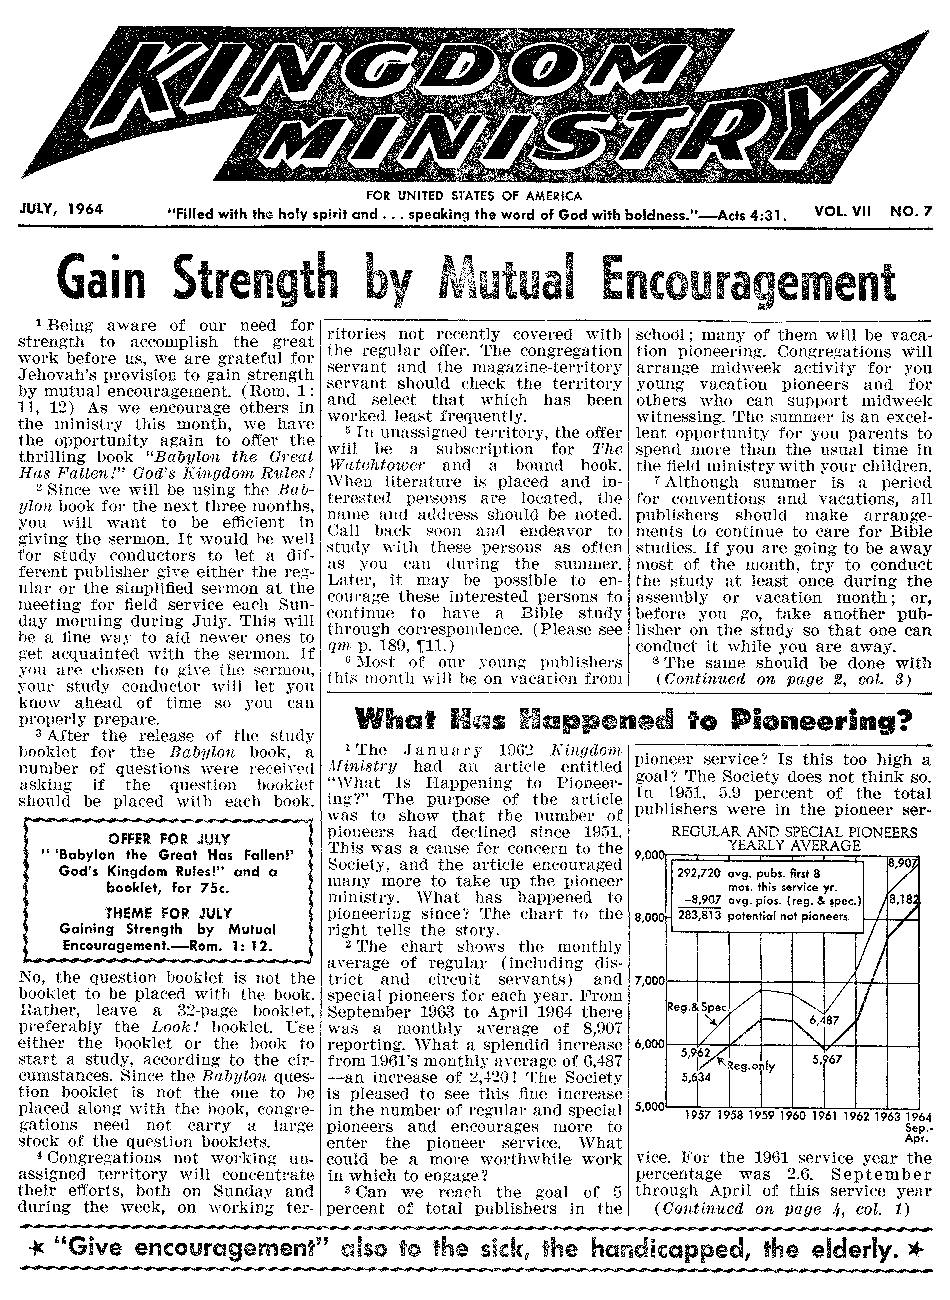 KINGDOM
MINISTRY
FOR UNITED STATES OF AMERICA
JULY, 1964
"Filled with the holy spirit and . . . speaking the word of God with boldness."—Acts 4:31.
VOL. VII NO. 7
Gain Strength by Mutual Encouragement
1 Being aware of our need for
strength to accomplish the great
work before us, we are grateful for
Jehovah's provision to gain strength
by mutual encouragement. (Rom. 1:
11, 12) As we encourage others in
the ministry this month, we have
the opportunity again to offer the
thrilling book "Babylon the Great
Has Fallen!" God's Kingdom Rules!
2 Since we will be using the Bab-
ylon book for the next three months,
you will want to be efficient in
giving the sermon. It would be well
for study conductors to let a dif-
ferent publisher give either the reg-
ular or the simplified sermon at the
meeting for field service each Sun-
day morning during July. This will
be a fine way to aid newer ones to
get acquainted with the sermon. If
you are chosen to give the sermon,
your study conductor will let you
know ahead of time so you can
properly prepare.
3 After the release of the study
booklet for the Babylon book, a
number of questions were received
asking if the question booklet
should be placed with each book.
OFFER FOR JULY
" 'Babylon the Great Has Fallen!'
God's Kingdom Rules!" and a
booklet, for 75c.
THEME FOR JULY
Gaining Strength by Mutual
Encouragement.—Rom. 1: 12.
No, the question booklet is not the
booklet to be placed with the book.
Rather, leave a 32-page booklet,
preferably the Look! booklet. Use
either the booklet or the book to
start a study, according to the cir-
cumstances. Since the Babylon ques-
tion booklet is not the one to be
placed along with the book, congre-
gations need not carry a large
stock of the question booklets.
4 Congregations not working un-
assigned territory will concentrate
their efforts, both on Sunday and
during the week, on working ter-
ritories not recently covered with
the regular offer. The congregation
servant and the magazine-territory
servant should check the territory
and select that which has been
worked least frequently.
5 In unassigned territory, the offer
will be a subscription for The
Watchtower and a bound book.
When literature is placed and in-
terested persons are located, the
name and address should be noted.
Call back soon and endeavor to
study with these persons as often
as you can during the summer.
Later, it may be possible to en-
courage these interested persons to
continue to have a Bible study
through correspondence. (Please see
qm p. 189, ¶11.)
6 Most of our young publishers
this month will be on vacation from
school; many of them will be vaca-
tion pioneering. Congregations will
arrange midweek activity for you
young vacation pioneers and for
others who can support midweek
witnessing. The summer is an excel-
lent opportunity for you parents to
spend more than the usual time in
the field ministry with your children.
7 Although summer is a period
for conventions and vacations, all
publishers should make arrange-
ments to continue to care for Bible
studies. If you are going to be away
most of the month, try to conduct
the study at least once during the
assembly or vacation month; or,
before you go, take another pub-
lisher on the study so that one can
conduct it while you are away.
8 The same should be done with
(Continued on page 2, col. 3)
What Has Happened to Pioneering?
1 The January 1962 Kingdom
Ministry had an article entitled
"What Is Happening to Pioneer-
ing?" The purpose of the article
was to show that the number of
pioneers had declined since 1951.
This was a cause for concern to the
Society, and the article encouraged
many more to take up the pioneer
ministry. What has happened to
pioneering since? The chart to the
right tells the story.
2 The chart shows the monthly
average of regular (including dis-
trict and circuit servants) and
special pioneers for each year. From
September 1963 to April 1964 there
was a monthly average of 8,907
reporting. What a splendid increase
from 1961's monthly average of 6,487
—an increase of 2,420! The Society
is pleased to see this fine increase
in the number of regular and special
pioneers and encourages more to
enter the pioneer service. What
could be a more worthwhile work
in which to engage?
3 Can we reach the goal of 5
percent of total publishers in the
pioneer service? Is this too high a
goal? The Society does not think so.
In 1951, 5.9 percent of the total
publishers were in the pioneer ser-
REGULAR AND SPECIAL PIONEERS
YEARLY AVERAGE
9,000
8,907
292,720 avg. pubs. first 8
mos. this service yr.
–8,907 avg. pios. (reg. & spec.)
283,813 potential not pioneers.
8,182
8,000
7,000
Reg.& Spec.
6,487
6,000
5,962
5,967
Reg.only
5,634
5,000
1957 1958 1959 1960 1961 1962 1963 1964
Sep.-
Apr.
vice. For the 1961 service year the
percentage was 2.6. September
through April of this service year
(Continued on page 4, col. 1)
★ "Give encouragement" also to the sick, the handicapped, the elderly. ★